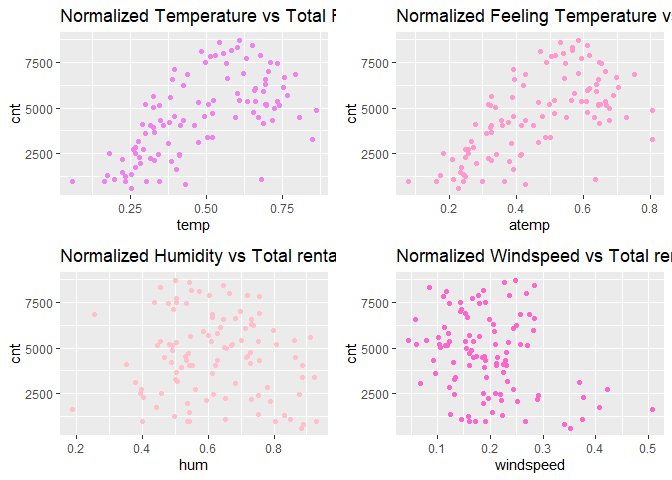 Normalized Temperature vs Total F
7500
5000
2500
cnt
0.25 0.50 0.75
temp
Normalized Feeling Temperature v
7500
5000
2500
cnt
0.2 0.4 0.6 0.8
atemp
Normalized Humidity vs Total renta
7500
5000
2500
cnt
0.2 0.4 0.6 0.8
hum
Normalized Windspeed vs Total ren
7500
5000
2500
cnt
0.1 0.2 0.3 0.4 0.5
windspeed